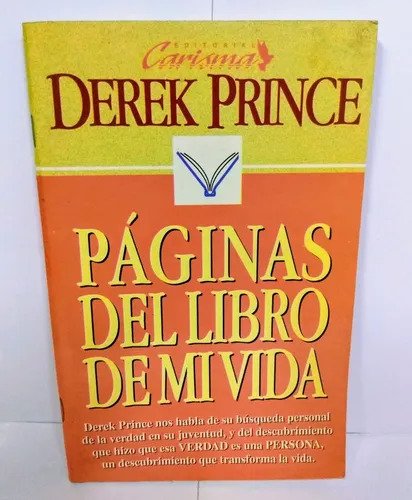 EDITORIAL
Carisma
DEREK PRINCE
PÁGINAS
DEL LIBRO
DE MI VIDA
Derek Prince nos habla de su búsqueda personal
de la verdad en su juventud, y del descubrimiento
que hizo que esa VERDAD es una PERSONA,
un descubrimiento que transforma la vida.